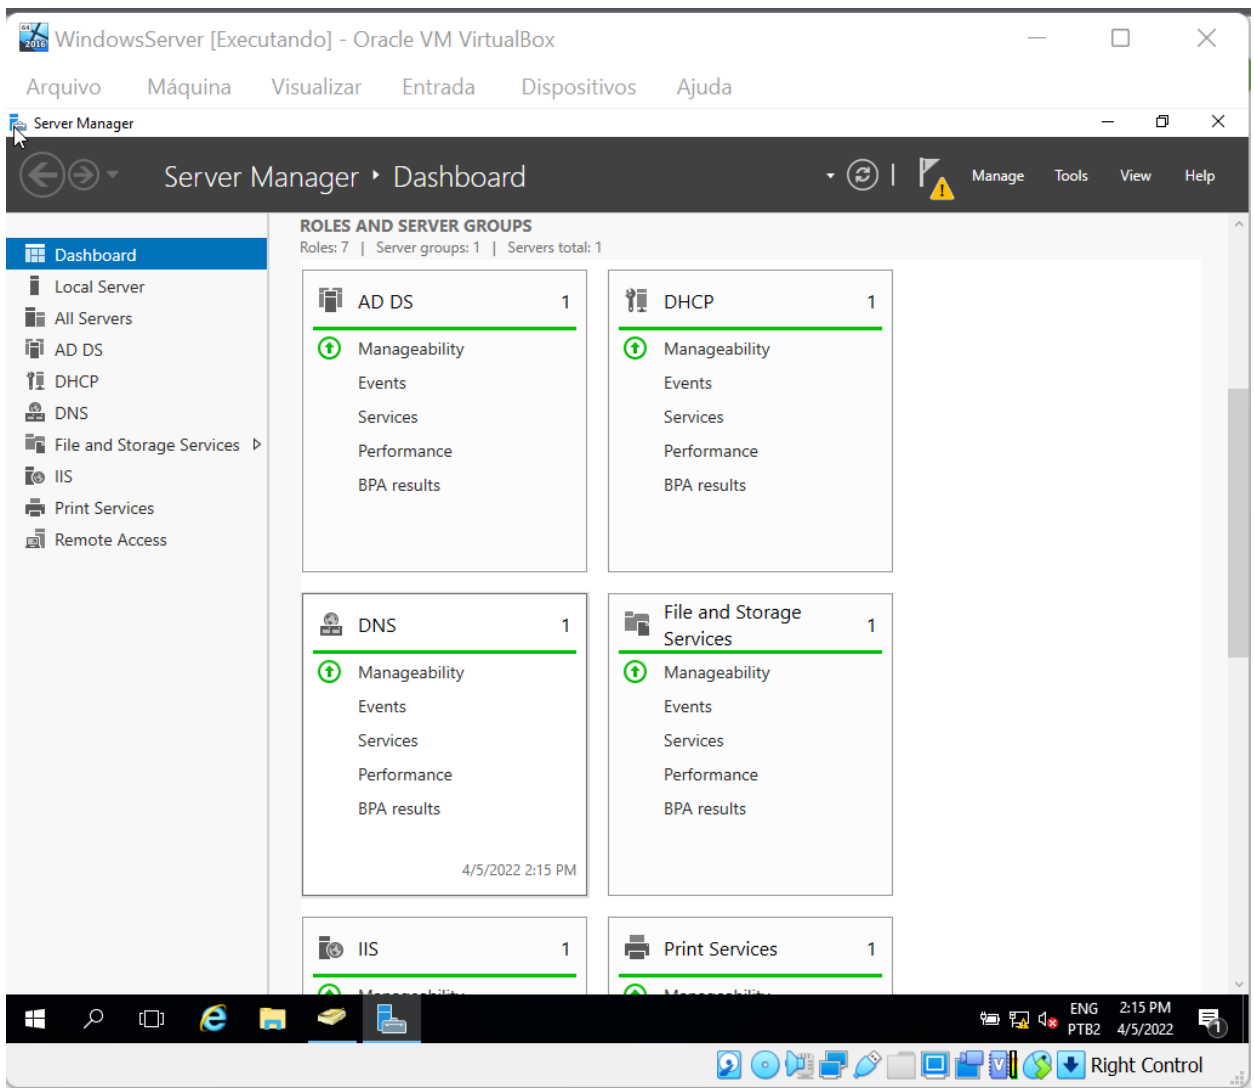 64
2016
WindowsServer [Executando] - Oracle VM VirtualBox
Arquivo Máquina Visualizar Entrada Dispositivos Ajuda
Server Manager
Server Manager Dashboard
Manage Tools View Help
Dashboard
Local Server
All Servers
AD DS
DHCP
DNS
File and Storage Services
IIS
Print Services
Remote Access
ROLES AND SERVER GROUPS
Roles: 7 | Server groups: 1 | Servers total: 1
AD DS 1
Manageability
Events
Services
Performance
BPA results
DHCP 1
Manageability
Events
Services
Performance
BPA results
DNS 1
Manageability
Events
Services
Performance
BPA results
4/5/2022 2:15 PM
File and Storage
Services 1
Manageability
Events
Services
Performance
BPA results
IIS 1
Manageability
Print Services 1
Manageability
ENG 2:15 PM
PTB2 4/5/2022
1
Right Control